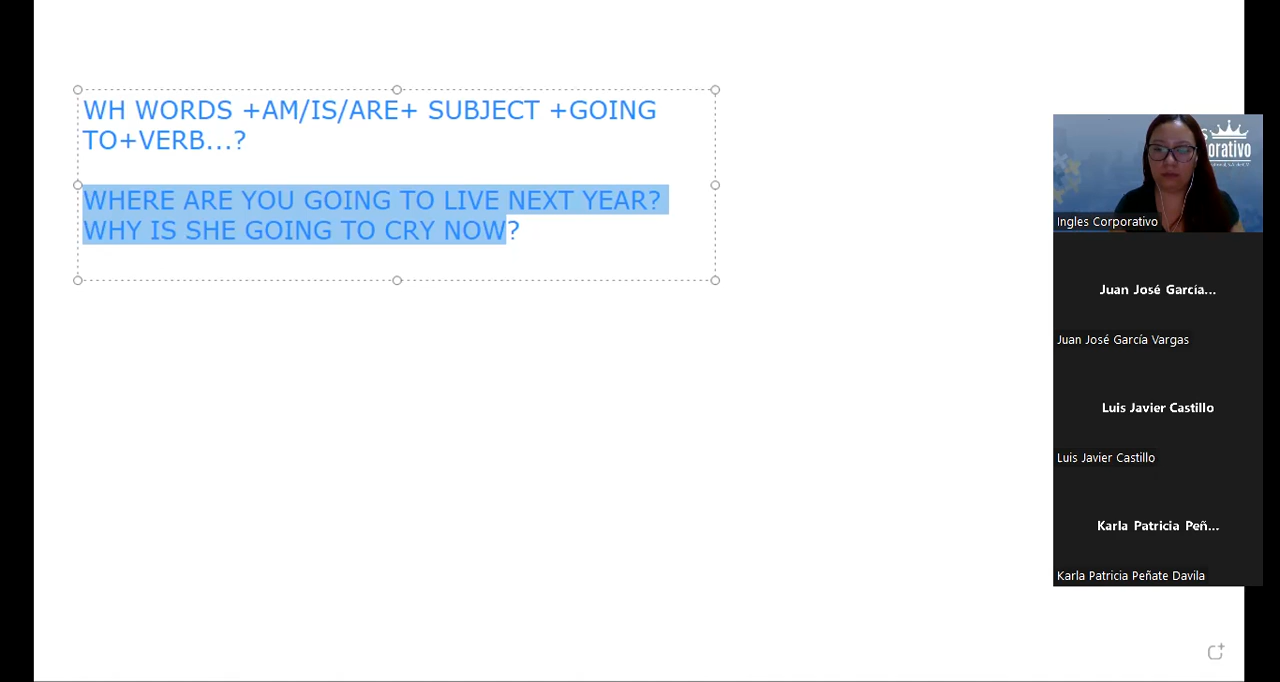 WH WORDS +AM/IS/ARE+ SUBJECT +GOING
TO+VERB...?
WHERE ARE YOU GOING TO LIVE NEXT YEAR?
WHY IS SHE GOING TO CRY NOW?
orativo
Ingles Corporativo
Juan José García...
Juan José García Vargas
Luis Javier Castillo
Luis Javier Castillo
Karla Patricia Peñ...
Karla Patricia Peñate Davila